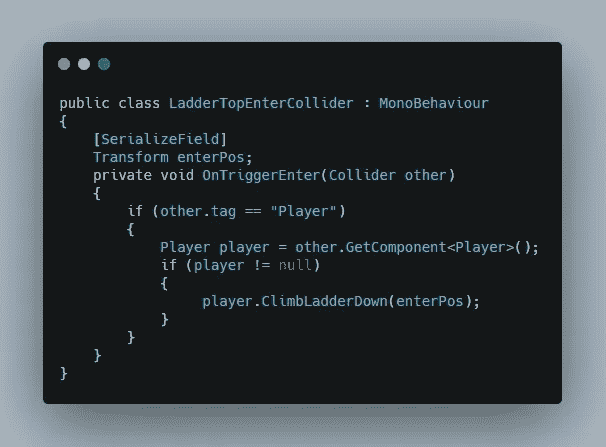 public class LadderTopEnterCollider : MonoBehaviour
{
    [SerializeField]
    Transform enterPos;
    private void OnTriggerEnter(Collider other)
    {
        if (other.tag == "Player")
        {
            Player player = other.GetComponent<Player>();
            if (player != null)
            {
                 player.ClimbLadderDown(enterPos);
            }
        }
    }
}